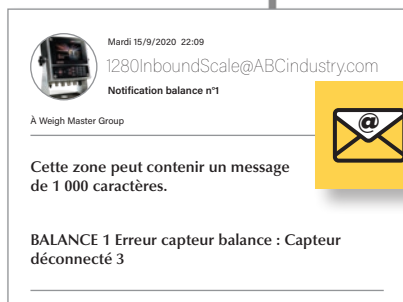 Mardi 15/9/2020 22:09
1280InboundScale@ABCindustry.com
Notification balance n°1
À Weigh Master Group
Cette zone peut contenir un message
de 1 000 caractères.
@
BALANCE 1 Erreur capteur balance : Capteur
déconnecté 3